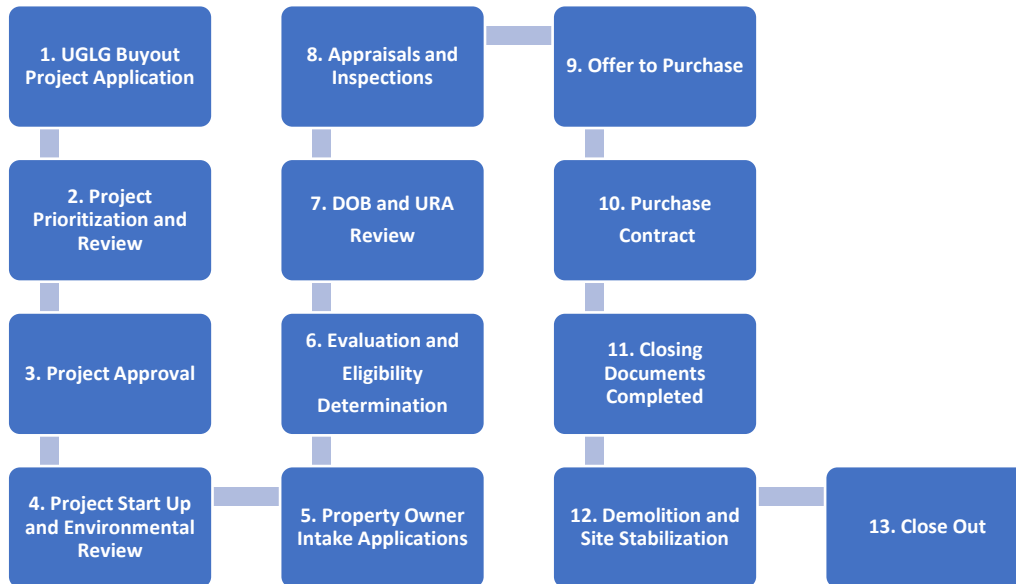 1. UGLG Buyout
Project Application
2. Project
Prioritization and
Review
3. Project Approval
4. Project Start Up
and Environmental
Review
5. Property Owner
Intake Applications
6. Evaluation and
Eligibility
Determination
7. DOB and URA
Review
8. Appraisals and
Inspections
9. Offer to Purchase
10. Purchase
Contract
11. Closing
Documents
Completed
12. Demolition and
Site Stabilization
13. Close Out